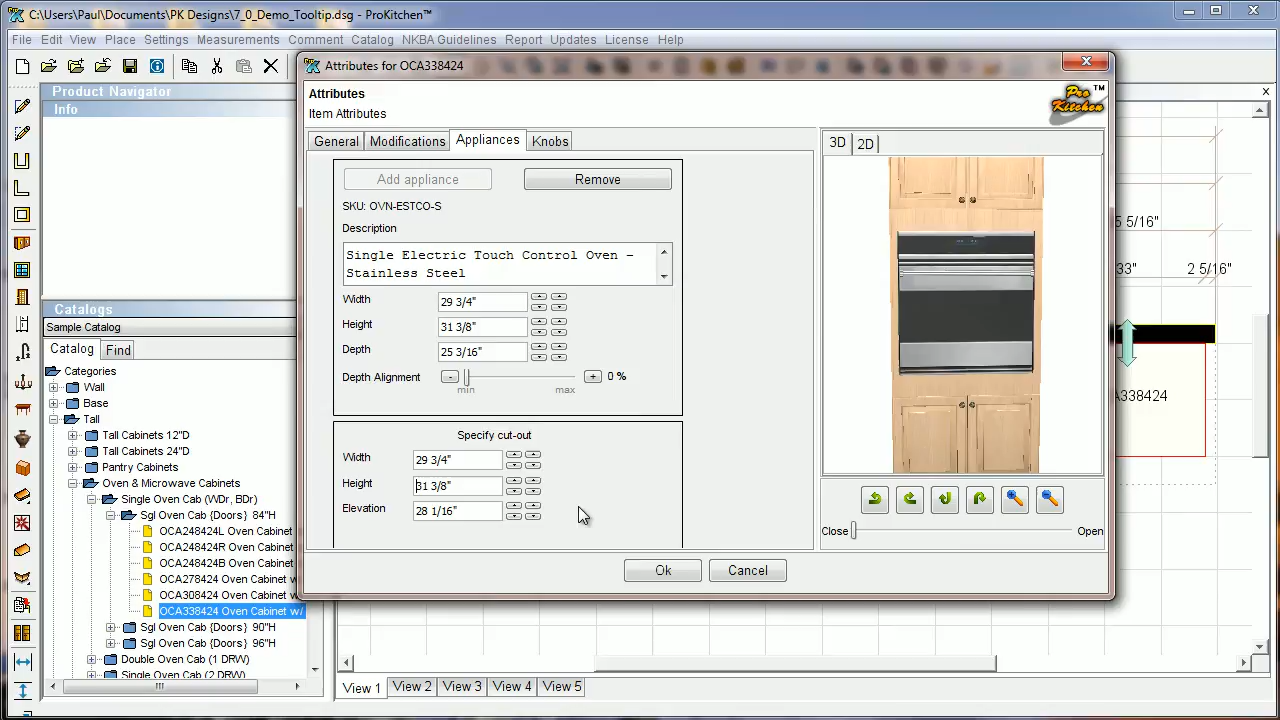 C:\Users\Paul\Documents\PK Designs\7_0_Demo_Tooltip.dsg - ProKitchen™
File Edit View Place Settings Measurements Comment Catalog NKBA Guidelines Report Updates License Help
Product Navigator
Info
Catalogs
Sample Catalog
Catalog Find
Categories
Wall
Base
Tall
Tall Cabinets 12"D
Tall Cabinets 24"D
Pantry Cabinets
Oven & Microwave Cabinets
Single Oven Cab (WDr, BDr)
Sgl Oven Cab {Doors} 84"H
OCA248424L Oven Cabinet
OCA248424R Oven Cabinet
OCA248424B Oven Cabinet
OCA278424 Oven Cabinet w
OCA308424 Oven Cabinet w
OCA338424 Oven Cabinet w/
Sgl Oven Cab {Doors} 90"H
Sgl Oven Cab {Doors} 96"H
Double Oven Cab (1 DRW)
Single Oven Cab (2 DRW)
Attributes for OCA338424
Attributes
Item Attributes
Pro Kitchen™
General Modifications Appliances Knobs
Add appliance Remove
SKU: OVN-ESTCO-S
Description
Single Electric Touch Control Oven –
Stainless Steel
Width 29 3/4"
Height 31 3/8"
Depth 25 3/16"
Depth Alignment - + 0 %
min max
Specify cut-out
Width 29 3/4"
Height 31 3/8"
Elevation 28 1/16"
3D 2D
Close Open
Ok Cancel
5 5/16"
33" 2 5/16"
A338424
View 1 View 2 View 3 View 4 View 5